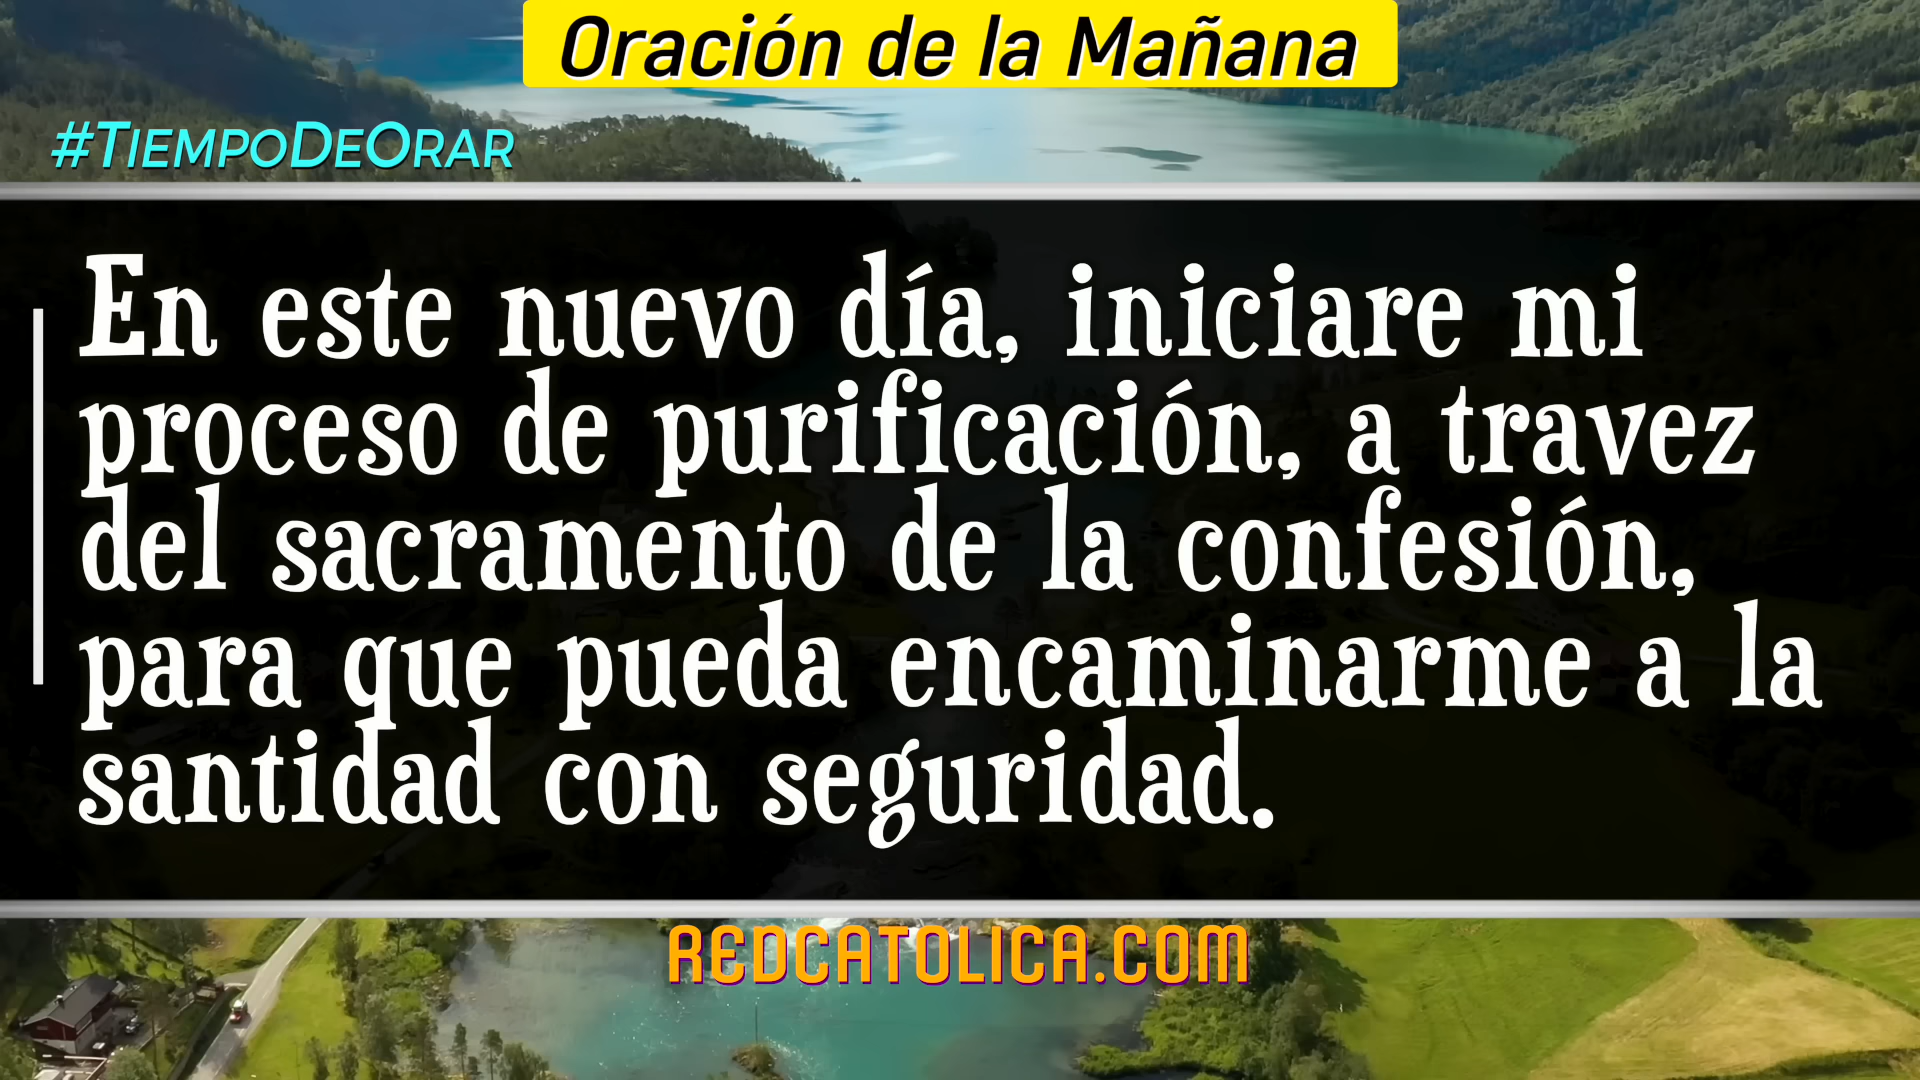 Oración de la Mañana
#TiempoDeOrar
En este nuevo día, iniciare mi
proceso de purificación, a travez
del sacramento de la confesión,
para que pueda encaminarme a la
santidad con seguridad.
REDCATOLICA.COM